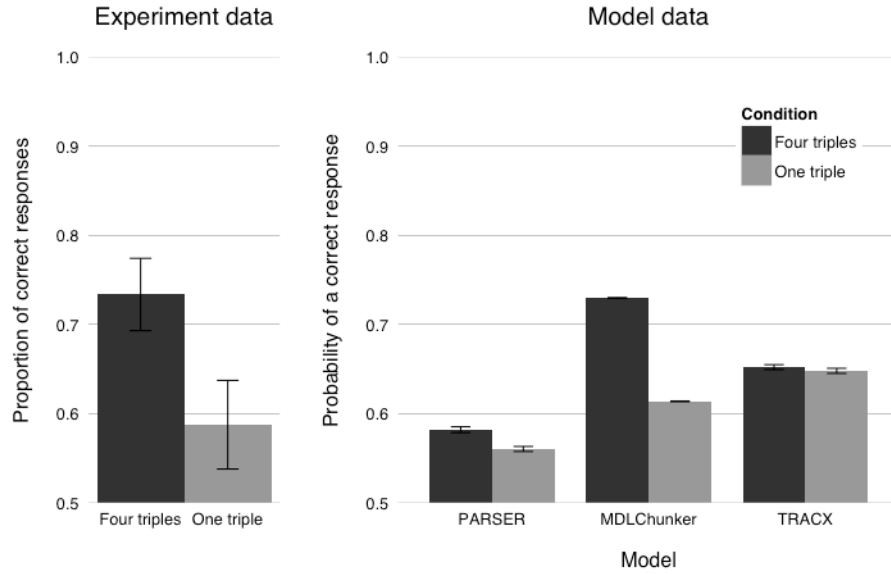 Experiment data
Proportion of correct responses
1.0
0.9
0.8
0.7
0.6
0.5
Four triples One triple
Model data
Probability of a correct response
1.0
0.9
0.8
0.7
0.6
0.5
Condition
Four triples
One triple
PARSER MDLChunker TRACX
Model